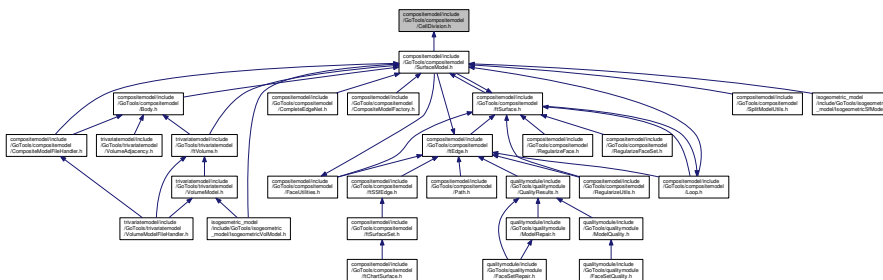 compositemodel/include
/GoTools/compositemodel
/CellDivision.h
compositemodel/include
/GoTools/compositemodel
/SurfaceModel.h
compositemodel/include
/GoTools/compositemodel
/Body.h
compositemodel/include
/GoTools/compositemodel
/CompleteEdgeNet.h
compositemodel/include
/GoTools/compositemodel
/CompositeModelFactory.h
compositemodel/include
/GoTools/compositemodel
/ftSurface.h
compositemodel/include
/GoTools/compositemodel
/SplitModelUtils.h
isogeometric_model
/include/GoTools/isogeometric
_model/IsogeometricSfModel.h
compositemodel/include
/GoTools/compositemodel
/CompositeModelFileHandler.h
trivariatemodel/include
/GoTools/trivariatemodel
/VolumeAdjacency.h
trivariatemodel/include
/GoTools/trivariatemodel
/ftVolume.h
compositemodel/include
/GoTools/compositemodel
/ftEdge.h
compositemodel/include
/GoTools/compositemodel
/RegularizeFace.h
compositemodel/include
/GoTools/compositemodel
/RegularizeFaceSet.h
trivariatemodel/include
/GoTools/trivariatemodel
/VolumeModel.h
compositemodel/include
/GoTools/compositemodel
/FaceUtilities.h
compositemodel/include
/GoTools/compositemodel
/ftSSfEdge.h
compositemodel/include
/GoTools/compositemodel
/Path.h
qualitymodule/include
/GoTools/qualitymodule
/QualityResults.h
compositemodel/include
/GoTools/compositemodel
/RegularizeUtils.h
compositemodel/include
/GoTools/compositemodel
/Loop.h
trivariatemodel/include
/GoTools/trivariatemodel
/VolumeModelFileHandler.h
isogeometric_model
/include/GoTools/isogeometric
_model/IsogeometricVolModel.h
compositemodel/include
/GoTools/compositemodel
/ftSurfaceSet.h
qualitymodule/include
/GoTools/qualitymodule
/ModelRepair.h
qualitymodule/include
/GoTools/qualitymodule
/ModelQuality.h
compositemodel/include
/GoTools/compositemodel
/ftChartSurface.h
qualitymodule/include
/GoTools/qualitymodule
/FaceSetRepair.h
qualitymodule/include
/GoTools/qualitymodule
/FaceSetQuality.h